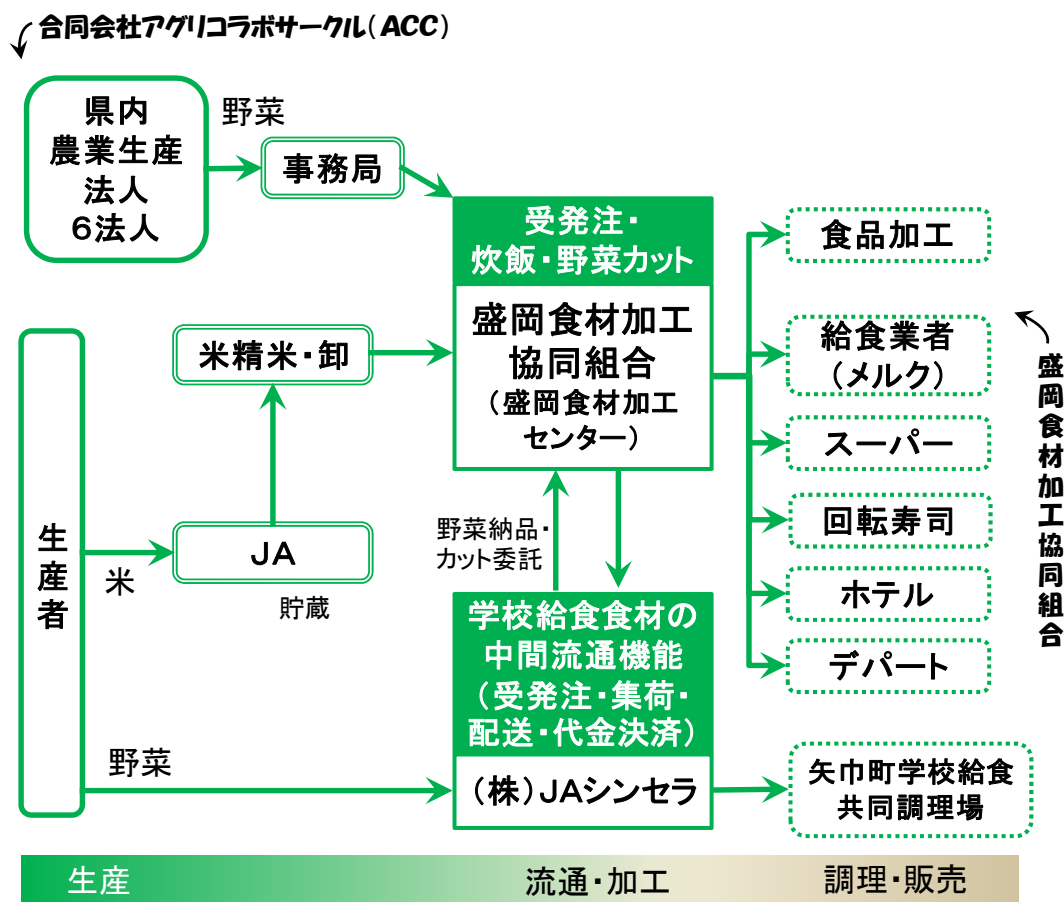 合同会社アグリコラボサークル(ACC)
県内
農業生産
法人
6法人
野菜
事務局
受発注・
炊飯・野菜カット
盛岡食材加工
協同組合
(盛岡食材加工
センター)
食品加工
給食業者
(メルク)
スーパー
回転寿司
ホテル
デパート
盛岡食材加工協同組合
生産者
米
JA
貯蔵
米精米・卸
野菜納品・
カット委託
学校給食食材の
中間流通機能
(受発注・集荷・
配送・代金決済)
(株)JAシンセラ
野菜
矢巾町学校給食
共同調理場
生産
流通・加工
調理・販売